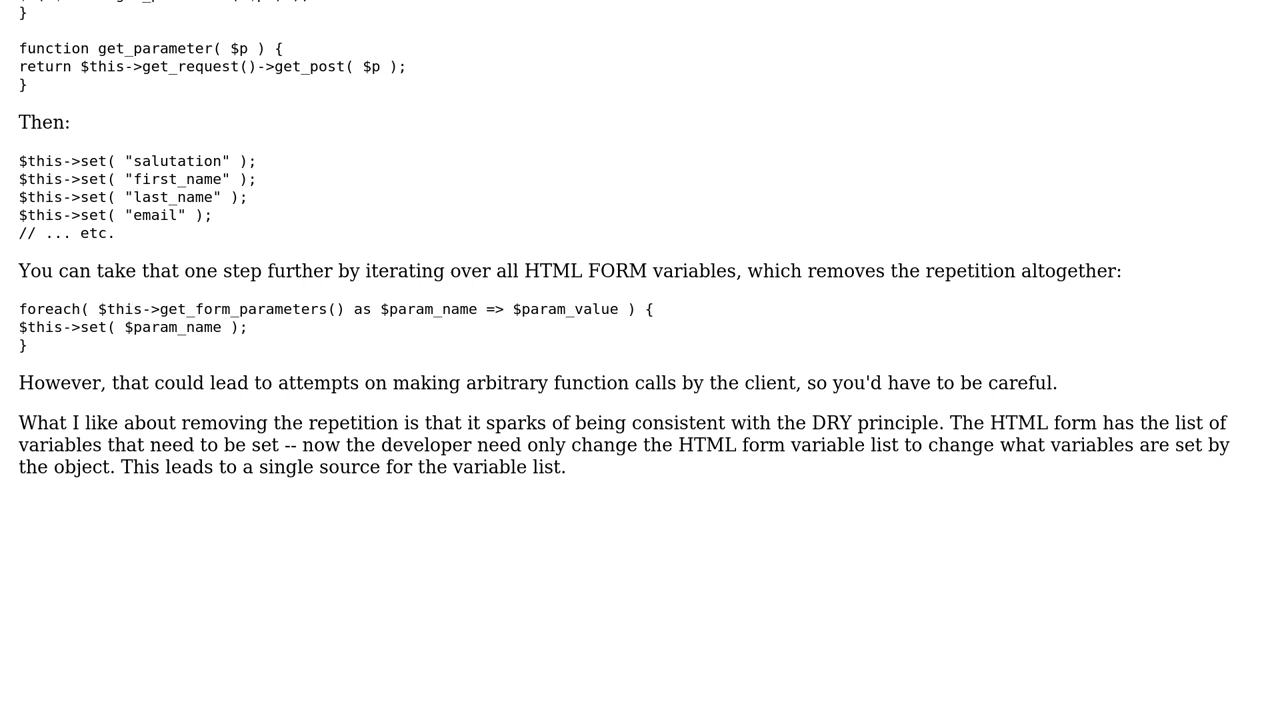 }
function get_parameter( $p ) {
return $this->get_request()->get_post( $p );
}
Then:
$this->set( "salutation" );
$this->set( "first_name" );
$this->set( "last_name" );
$this->set( "email" );
// ... etc.
You can take that one step further by iterating over all HTML FORM variables, which removes the repetition altogether:
foreach( $this->get_form_parameters() as $param_name => $param_value ) {
$this->set( $param_name );
}
However, that could lead to attempts on making arbitrary function calls by the client, so you'd have to be careful.
What I like about removing the repetition is that it sparks of being consistent with the DRY principle. The HTML form has the list of
variables that need to be set -- now the developer need only change the HTML form variable list to change what variables are set by
the object. This leads to a single source for the variable list.